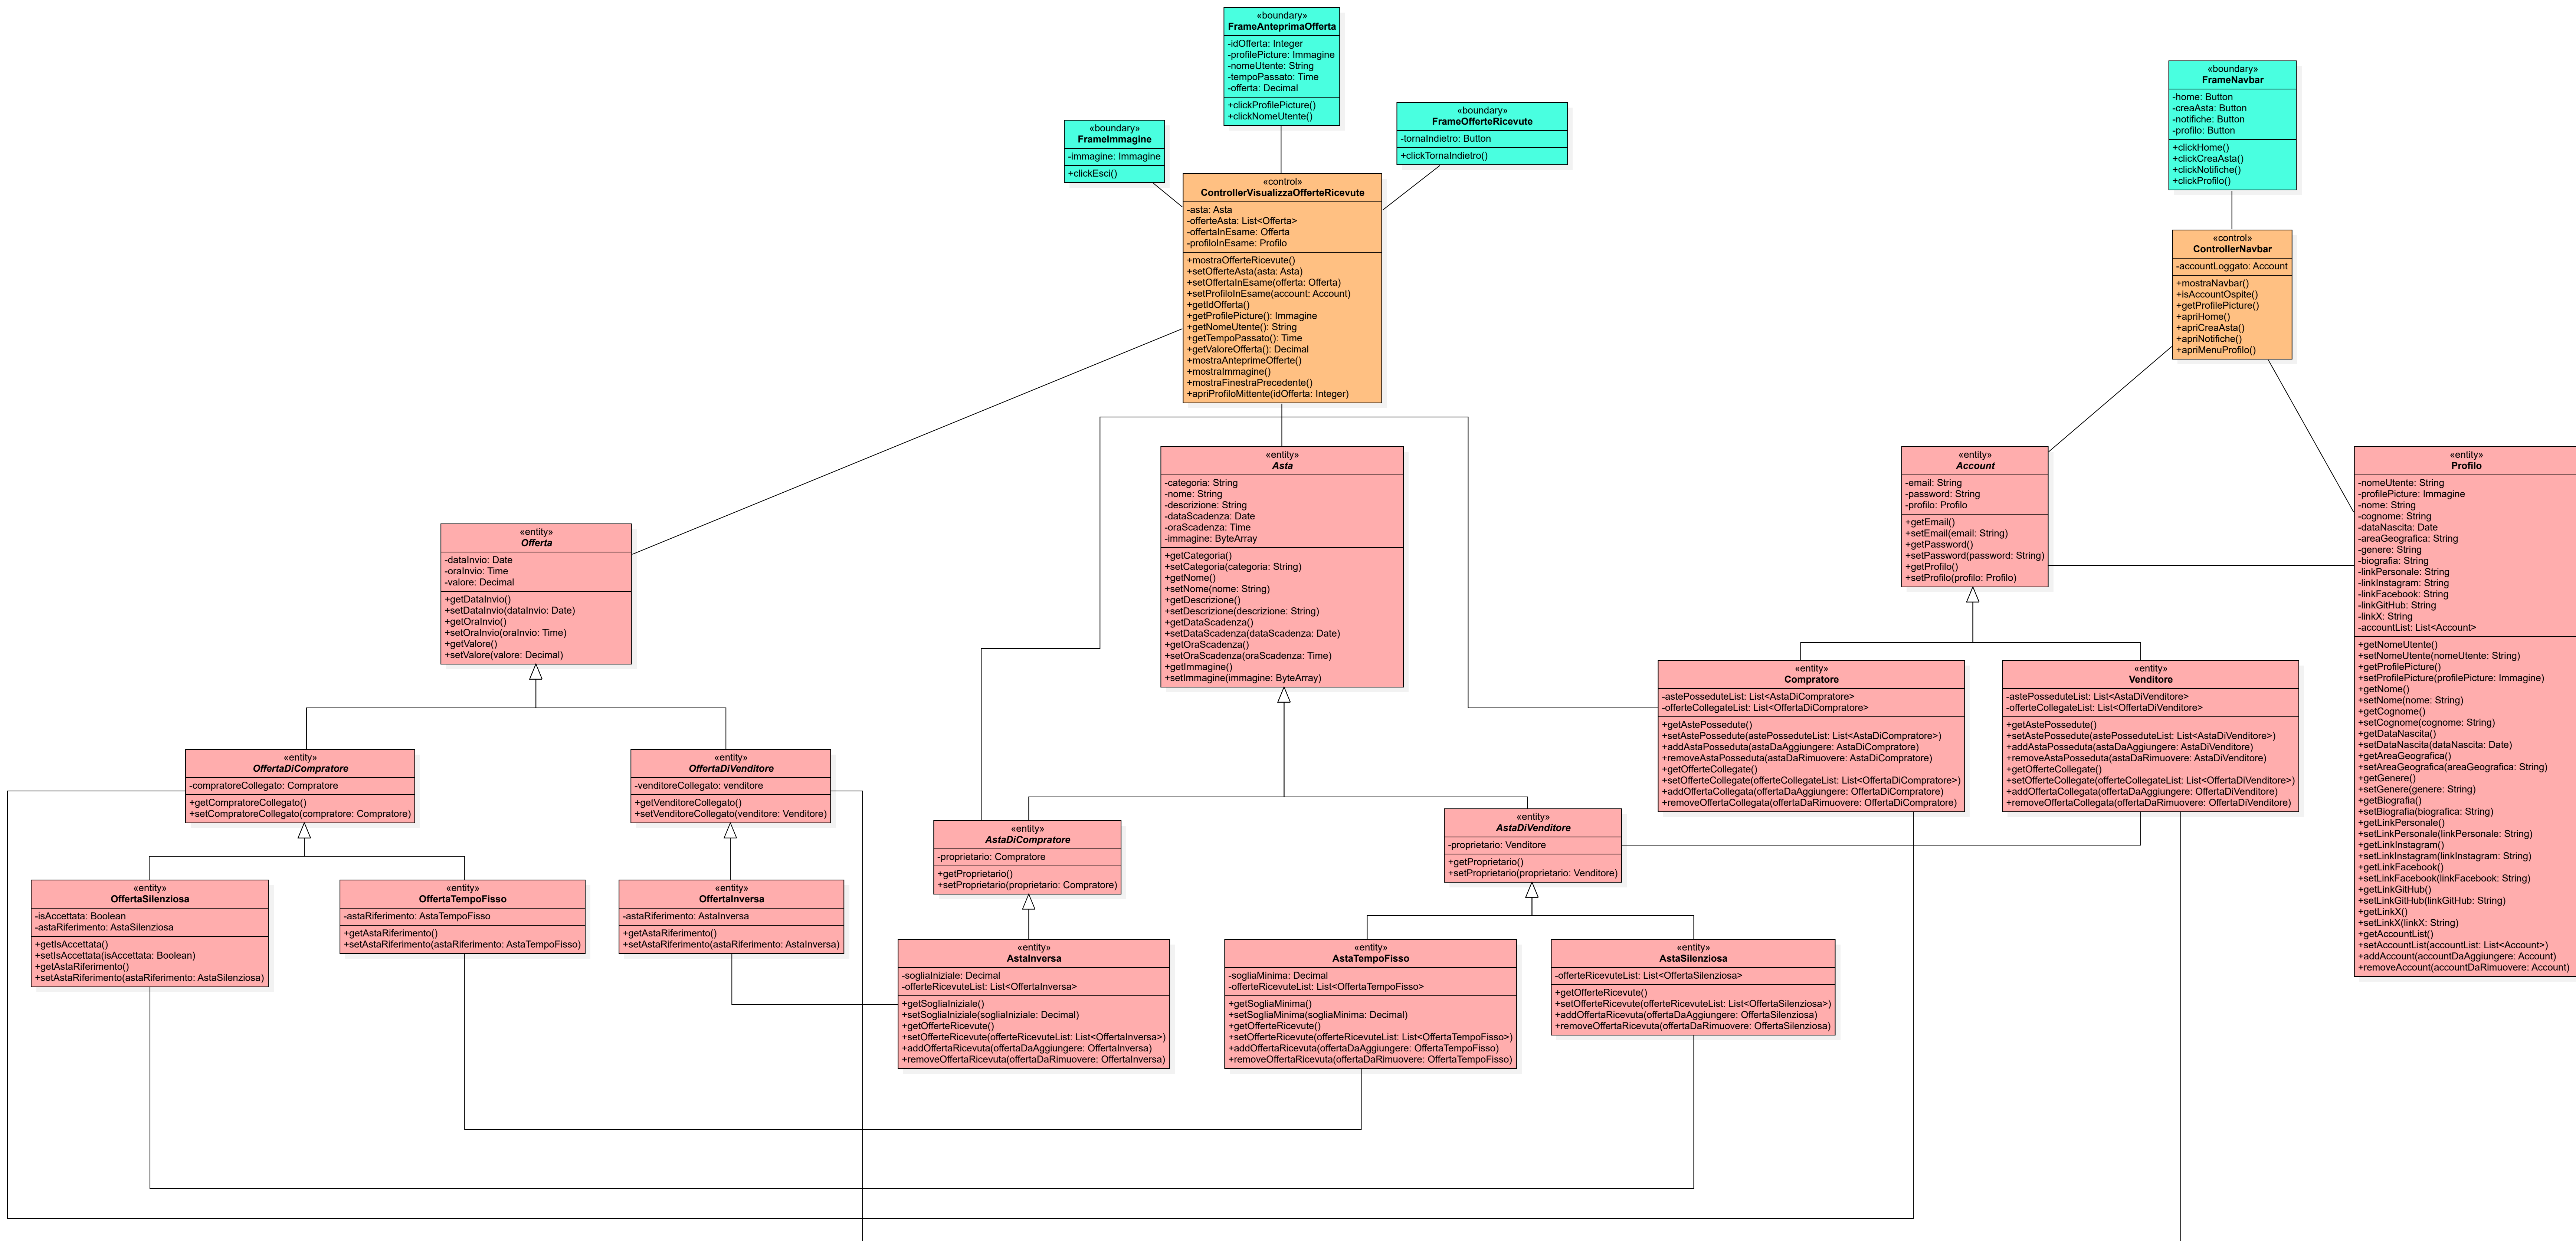 «boundary»
FrameAnteprimaOfferta
-idOfferta: Integer
-profilePicture: Immagine
-nomeUtente: String
-tempoPassato: Time
-offerta: Decimal
+clickProfilePicture()
+clickNomeUtente()
«boundary»
FrameImmagine
-immagine: Immagine
+clickEsci()
«boundary»
FrameOfferteRicevute
-tornaIndietro: Button
+clickTornaIndietro()
«boundary»
FrameNavbar
-home: Button
-creaAsta: Button
-notifiche: Button
-profilo: Button
+clickHome()
+clickCreaAsta()
+clickNotifiche()
+clickProfilo()
«control»
ControllerVisualizzaOfferteRicevute
-asta: Asta
-offerteAsta: List<Offerta>
-offertaInEsame: Offerta
-profiloInEsame: Profilo
+mostraOfferteRicevute()
+setOfferteAsta(asta: Asta)
+setOffertaInEsame(offerta: Offerta)
+setProfiloInEsame(account: Account)
+getIdOfferta()
+getProfilePicture(): Immagine
+getNomeUtente(): String
+getTempoPassato(): Time
+getValoreOfferta(): Decimal
+mostraAnteprimeOfferte()
+mostraImmagine()
+mostraFinestraPrecedente()
+apriProfiloMittente(idOfferta: Integer)
«control»
ControllerNavbar
-accountLoggato: Account
+mostraNavbar()
+isAccountOspite()
+getProfilePicture()
+apriHome()
+apriCreaAsta()
+apriNotifiche()
+apriMenuProfilo()
«entity»
Offerta
-dataInvio: Date
-oraInvio: Time
-valore: Decimal
+getDataInvio()
+setDataInvio(dataInvio: Date)
+getOraInvio()
+setOraInvio(oraInvio: Time)
+getValore()
+setValore(valore: Decimal)
«entity»
Asta
-categoria: String
-nome: String
-descrizione: String
-dataScadenza: Date
-oraScadenza: Time
-immagine: ByteArray
+getCategoria()
+setCategoria(categoria: String)
+getNome()
+setNome(nome: String)
+getDescrizione()
+setDescrizione(descrizione: String)
+getDataScadenza()
+setDataScadenza(dataScadenza: Date)
+getOraScadenza()
+setOraScadenza(oraScadenza: Time)
+getImmagine()
+setImmagine(immagine: ByteArray)
«entity»
Account
-email: String
-password: String
-profilo: Profilo
+getEmail()
+setEmail(email: String)
+getPassword()
+setPassword(password: String)
+getProfilo()
+setProfilo(profilo: Profilo)
«entity»
Profilo
-nomeUtente: String
-profilePicture: Immagine
-nome: String
-cognome: String
-dataNascita: Date
-areaGeografica: String
-genere: String
-biografia: String
-linkPersonale: String
-linkInstagram: String
-linkFacebook: String
-linkGitHub: String
-linkX: String
-accountList: List<Account>
+getNomeUtente()
+setNomeUtente(nomeUtente: String)
+getProfilePicture()
+setProfilePicture(profilePicture: Immagine)
+getNome()
+setNome(nome: String)
+getCognome()
+setCognome(cognome: String)
+getDataNascita()
+setDataNascita(dataNascita: Date)
+getAreaGeografica()
+setAreaGeografica(areaGeografica: String)
+getGenere()
+setGenere(genere: String)
+getBiografia()
+setBiografia(biografica: String)
+getLinkPersonale()
+setLinkPersonale(linkPersonale: String)
+getLinkInstagram()
+setLinkInstagram(linkInstagram: String)
+getLinkFacebook()
+setLinkFacebook(linkFacebook: String)
+getLinkGitHub()
+setLinkGitHub(linkGitHub: String)
+getLinkX()
+setLinkX(linkX: String)
+getAccountList()
+setAccountList(accountList: List<Account>)
+addAccount(accountDaAggiungere: Account)
+removeAccount(accountDaRimuovere: Account)
«entity»
Compratore
-astePosseduteList: List<AstaDiCompratore>
-offerteCollegateList: List<OffertaDiCompratore>
+getAstePossedute()
+setAstePossedute(astePosseduteList: List<AstaDiCompratore>)
+addAstaPosseduta(astaDaAggiungere: AstaDiCompratore)
+removeAstaPosseduta(astaDaRimuovere: AstaDiCompratore)
+getOfferteCollegate()
+setOfferteCollegate(offerteCollegateList: List<OffertaDiCompratore>)
+addOffertaCollegata(offertaDaAggiungere: OffertaDiCompratore)
+removeOffertaCollegata(offertaDaRimuovere: OffertaDiCompratore)
«entity»
Venditore
-astePosseduteList: List<AstaDiVenditore>
-offerteCollegateList: List<OffertaDiVenditore>
+getAstePossedute()
+setAstePossedute(astePosseduteList: List<AstaDiVenditore>)
+addAstaPosseduta(astaDaAggiungere: AstaDiVenditore)
+removeAstaPosseduta(astaDaRimuovere: AstaDiVenditore)
+getOfferteCollegate()
+setOfferteCollegate(offerteCollegateList: List<OffertaDiVenditore>)
+addOffertaCollegata(offertaDaAggiungere: OffertaDiVenditore)
+removeOffertaCollegata(offertaDaRimuovere: OffertaDiVenditore)
«entity»
OffertaDiCompratore
-compratoreCollegato: Compratore
+getCompratoreCollegato()
+setCompratoreCollegato(compratore: Compratore)
«entity»
OffertaDiVenditore
-venditoreCollegato: venditore
+getVenditoreCollegato()
+setVenditoreCollegato(venditore: Venditore)
«entity»
AstaDiCompratore
-proprietario: Compratore
+getProprietario()
+setProprietario(proprietario: Compratore)
«entity»
AstaDiVenditore
-proprietario: Venditore
+getProprietario()
+setProprietario(proprietario: Venditore)
«entity»
OffertaSilenziosa
-isAccettata: Boolean
-astaRiferimento: AstaSilenziosa
+getIsAccettata()
+setIsAccettata(isAccettata: Boolean)
+getAstaRiferimento()
+setAstaRiferimento(astaRiferimento: AstaSilenziosa)
«entity»
OffertaTempoFisso
-astaRiferimento: AstaTempoFisso
+getAstaRiferimento()
+setAstaRiferimento(astaRiferimento: AstaTempoFisso)
«entity»
OffertaInversa
-astaRiferimento: AstaInversa
+getAstaRiferimento()
+setAstaRiferimento(astaRiferimento: AstaInversa)
«entity»
AstaInversa
-sogliaIniziale: Decimal
-offerteRicevuteList: List<OffertaInversa>
+getSogliaIniziale()
+setSogliaIniziale(sogliaIniziale: Decimal)
+getOfferteRicevute()
+setOfferteRicevute(offerteRicevuteList: List<OffertaInversa>)
+addOffertaRicevuta(offertaDaAggiungere: OffertaInversa)
+removeOffertaRicevuta(offertaDaRimuovere: OffertaInversa)
«entity»
AstaTempoFisso
-sogliaMinima: Decimal
-offerteRicevuteList: List<OffertaTempoFisso>
+getSogliaMinima()
+setSogliaMinima(sogliaMinima: Decimal)
+getOfferteRicevute()
+setOfferteRicevute(offerteRicevuteList: List<OffertaTempoFisso>)
+addOffertaRicevuta(offertaDaAggiungere: OffertaTempoFisso)
+removeOffertaRicevuta(offertaDaRimuovere: OffertaTempoFisso)
«entity»
AstaSilenziosa
-offerteRicevuteList: List<OffertaSilenziosa>
+getOfferteRicevute()
+setOfferteRicevute(offerteRicevuteList: List<OffertaSilenziosa>)
+addOffertaRicevuta(offertaDaAggiungere: OffertaSilenziosa)
+removeOffertaRicevuta(offertaDaRimuovere: OffertaSilenziosa)